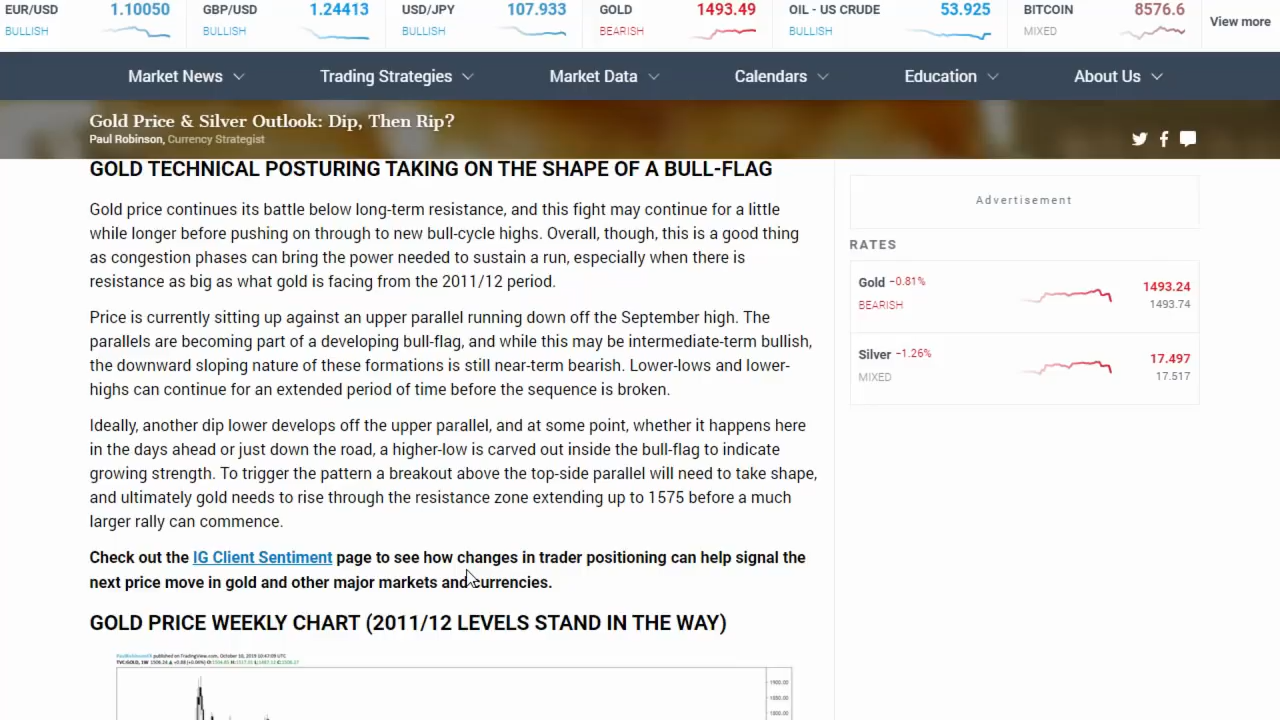 EUR/USD 1.10050 GBP/USD 1.24413 USD/JPY 107.933 GOLD 1493.49 OIL - US CRUDE 53.925 BITCOIN 8576.6
BULLISH BULLISH BULLISH BEARISH BULLISH MIXED View more
Market News Trading Strategies Market Data Calendars Education About Us
Gold Price & Silver Outlook: Dip, Then Rip?
Paul Robinson, Currency Strategist
GOLD TECHNICAL POSTURING TAKING ON THE SHAPE OF A BULL-FLAG
Gold price continues its battle below long-term resistance, and this fight may continue for a little
while longer before pushing on through to new bull-cycle highs. Overall, though, this is a good thing
as congestion phases can bring the power needed to sustain a run, especially when there is
resistance as big as what gold is facing from the 2011/12 period.
Price is currently sitting up against an upper parallel running down off the September high. The
parallels are becoming part of a developing bull-flag, and while this may be intermediate-term bullish,
the downward sloping nature of these formations is still near-term bearish. Lower-lows and lower-
highs can continue for an extended period of time before the sequence is broken.
Ideally, another dip lower develops off the upper parallel, and at some point, whether it happens here
in the days ahead or just down the road, a higher-low is carved out inside the bull-flag to indicate
growing strength. To trigger the pattern a breakout above the top-side parallel will need to take shape,
and ultimately gold needs to rise through the resistance zone extending up to 1575 before a much
larger rally can commence.
Check out the IG Client Sentiment page to see how changes in trader positioning can help signal the
next price move in gold and other major markets and currencies.
GOLD PRICE WEEKLY CHART (2011/12 LEVELS STAND IN THE WAY)
published on TradingView.com, October 10, 2019
TVC:GOLD, 1W
1900.00
1850.00
1800.00
Advertisement
RATES
Gold -0.81% 1493.24
BEARISH 1493.74
Silver -1.26% 17.497
MIXED 17.517